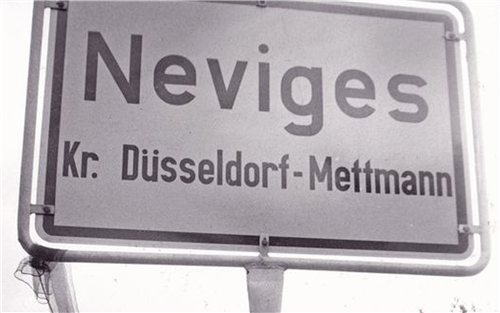 Neviges
Kr. Düsseldorf-Mettmann